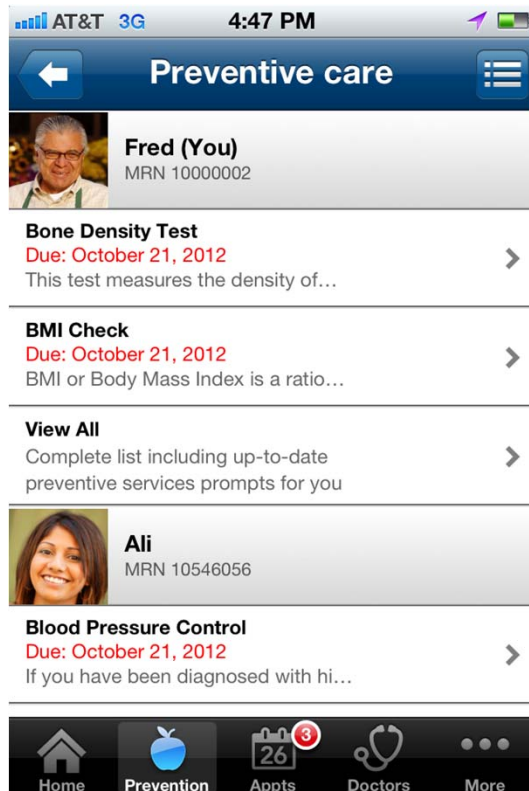 AT&T 3G 4:47 PM
Preventive care
Fred (You)
MRN 10000002
Bone Density Test
Due: October 21, 2012
This test measures the density of…
BMI Check
Due: October 21, 2012
BMI or Body Mass Index is a ratio…
View All
Complete list including up-to-date
preventive services prompts for you
Ali
MRN 10546056
Blood Pressure Control
Due: October 21, 2012
If you have been diagnosed with hi…
26 3
Home Prevention Appts Doctors More